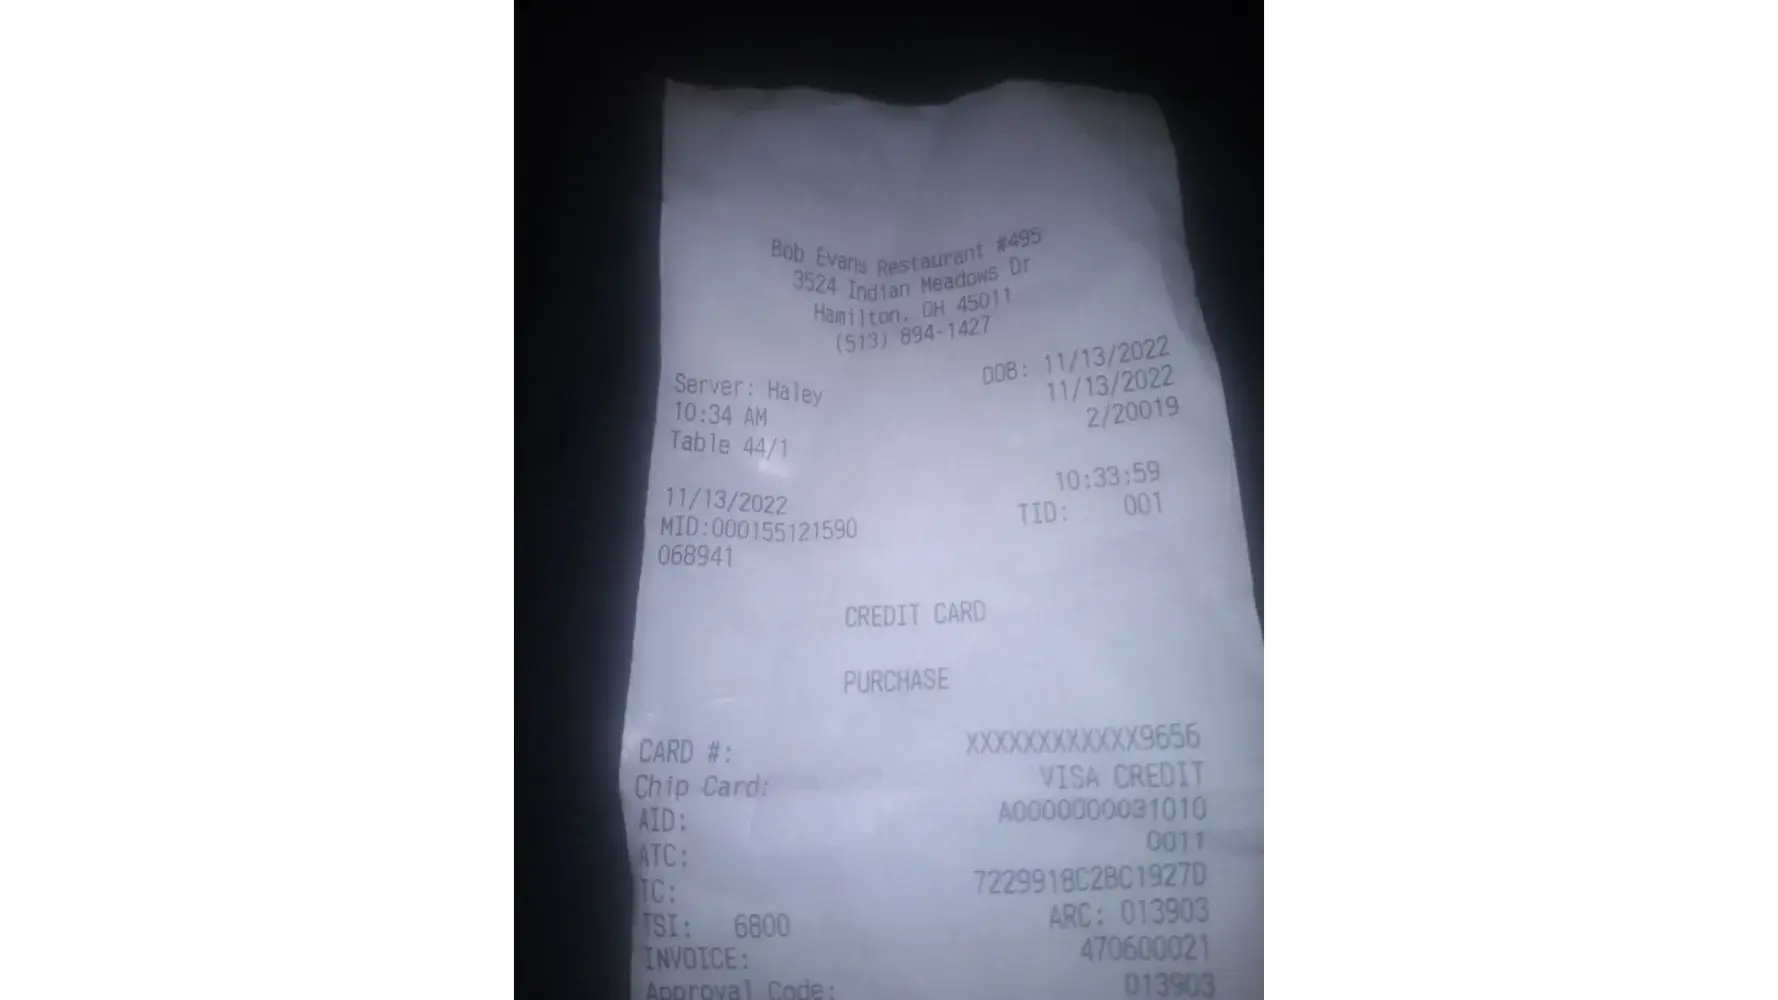 Bob Evans Restaurant #495
3524 Indian Meadows Dr
Hamilton, OH 45011
(513) 894-1427
Server: Haley DOB: 11/13/2022
10:34 AM 11/13/2022
Table 44/1 2/20019
10:33:59
11/13/2022 TID: 001
MID:000155121590
068941
CREDIT CARD
PURCHASE
CARD #: XXXXXXXXXXXX9656
Chip Card: VISA CREDIT
AID: A0000000031010
ATC: 0011
TC: 7229918C2BC1927D
TSI: 6800 ARC: 013903
INVOICE: 470600021
Approval Code: 013903